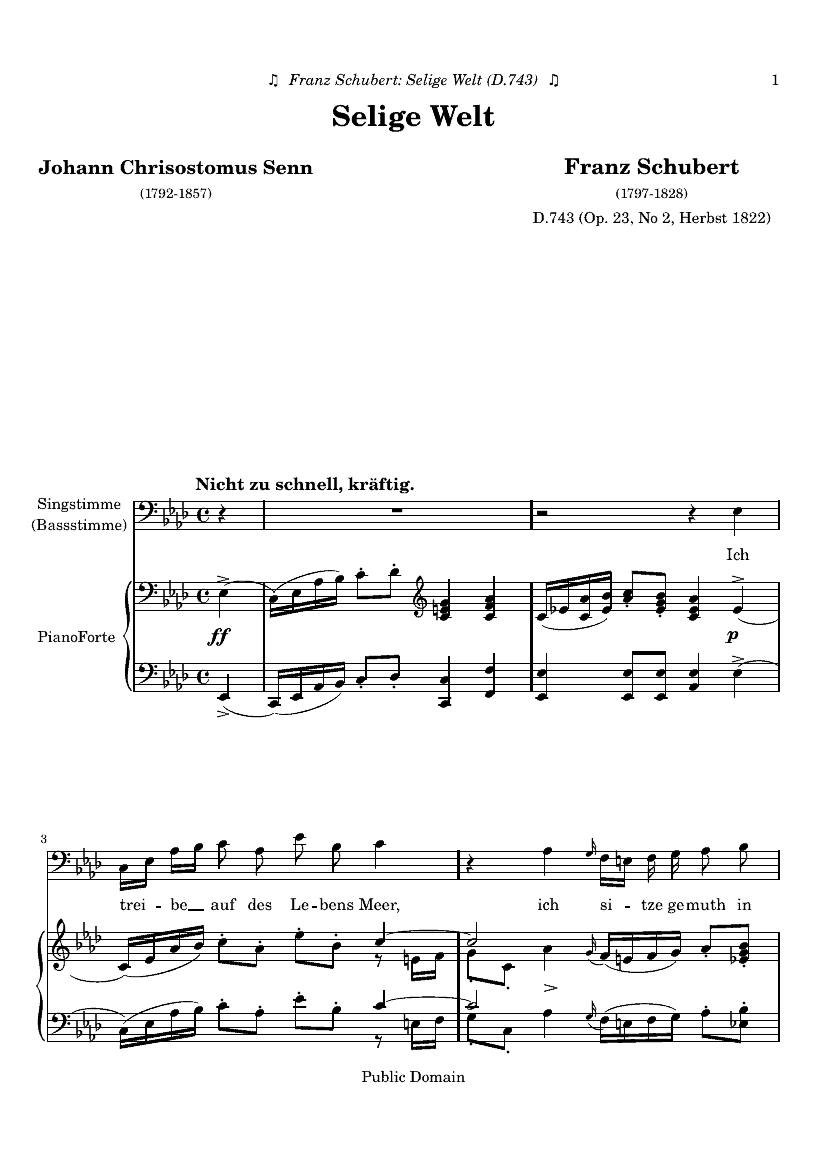 ♫ Franz Schubert: Selige Welt (D.743) ♫ 1
Selige Welt
Johann Chrisostomus Senn
(1792-1857)
Franz Schubert
(1797-1828)
D.743 (Op. 23, No 2, Herbst 1822)
Nicht zu schnell, kräftig.
Singstimme
(Bassstimme)
Ich
PianoForte
ff
p
3
trei - be__ auf des Le - bens Meer, ich si - tze gemuth in
Public Domain